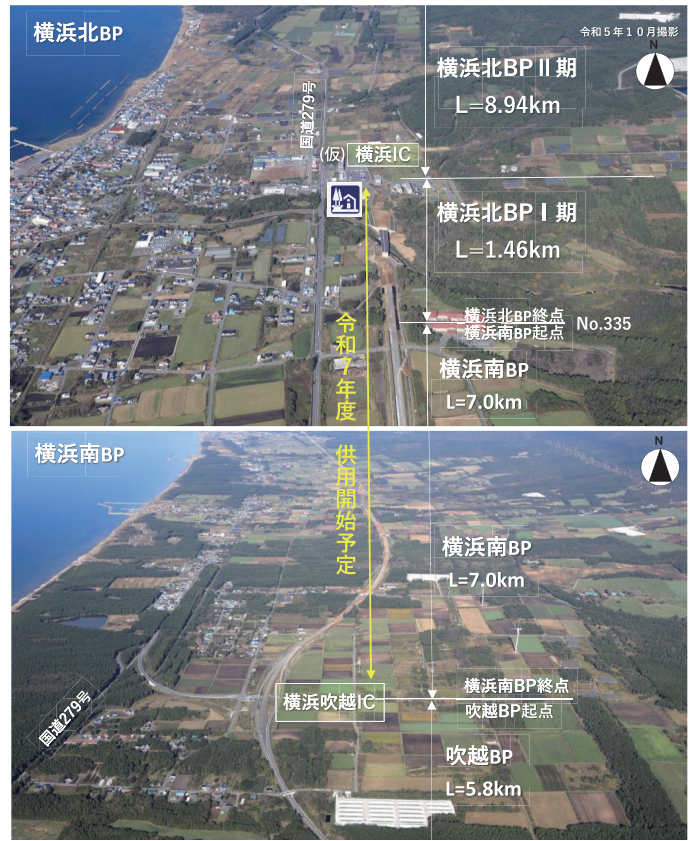 横浜北BP
令和５年１０月撮影
N
横浜北BPⅡ期
L=8.94km
国道279号
(仮) 横浜IC
横浜北BPⅠ期
L=1.46km
横浜北BP終点
横浜南BP起点
No.335
横浜南BP
L=7.0km
令和７年度 供用開始予定
横浜南BP
N
横浜南BP
L=7.0km
横浜南BP終点
横浜吹越IC
吹越BP起点
国道279号
吹越BP
L=5.8km